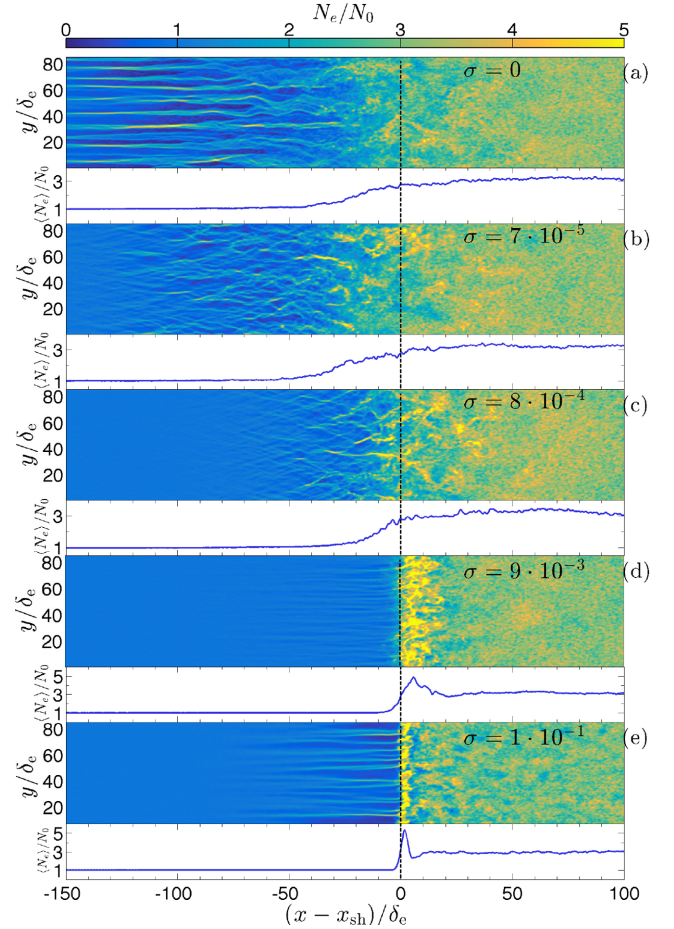 N_e/N_0
0 1 2 3 4 5
σ = 0
(a)
y/δ_e
80
60
40
20
⟨N_e⟩/N_0
3
1
σ = 7 · 10^{-5}
(b)
y/δ_e
80
60
40
20
⟨N_e⟩/N_0
3
1
σ = 8 · 10^{-4}
(c)
y/δ_e
80
60
40
20
⟨N_e⟩/N_0
3
1
σ = 9 · 10^{-3}
(d)
y/δ_e
80
60
40
20
⟨N_e⟩/N_0
5
3
1
σ = 1 · 10^{-1}
(e)
y/δ_e
80
60
40
20
⟨N_e⟩/N_0
5
3
1
-150 -100 -50 0 50 100
(x − x_sh)/δ_e